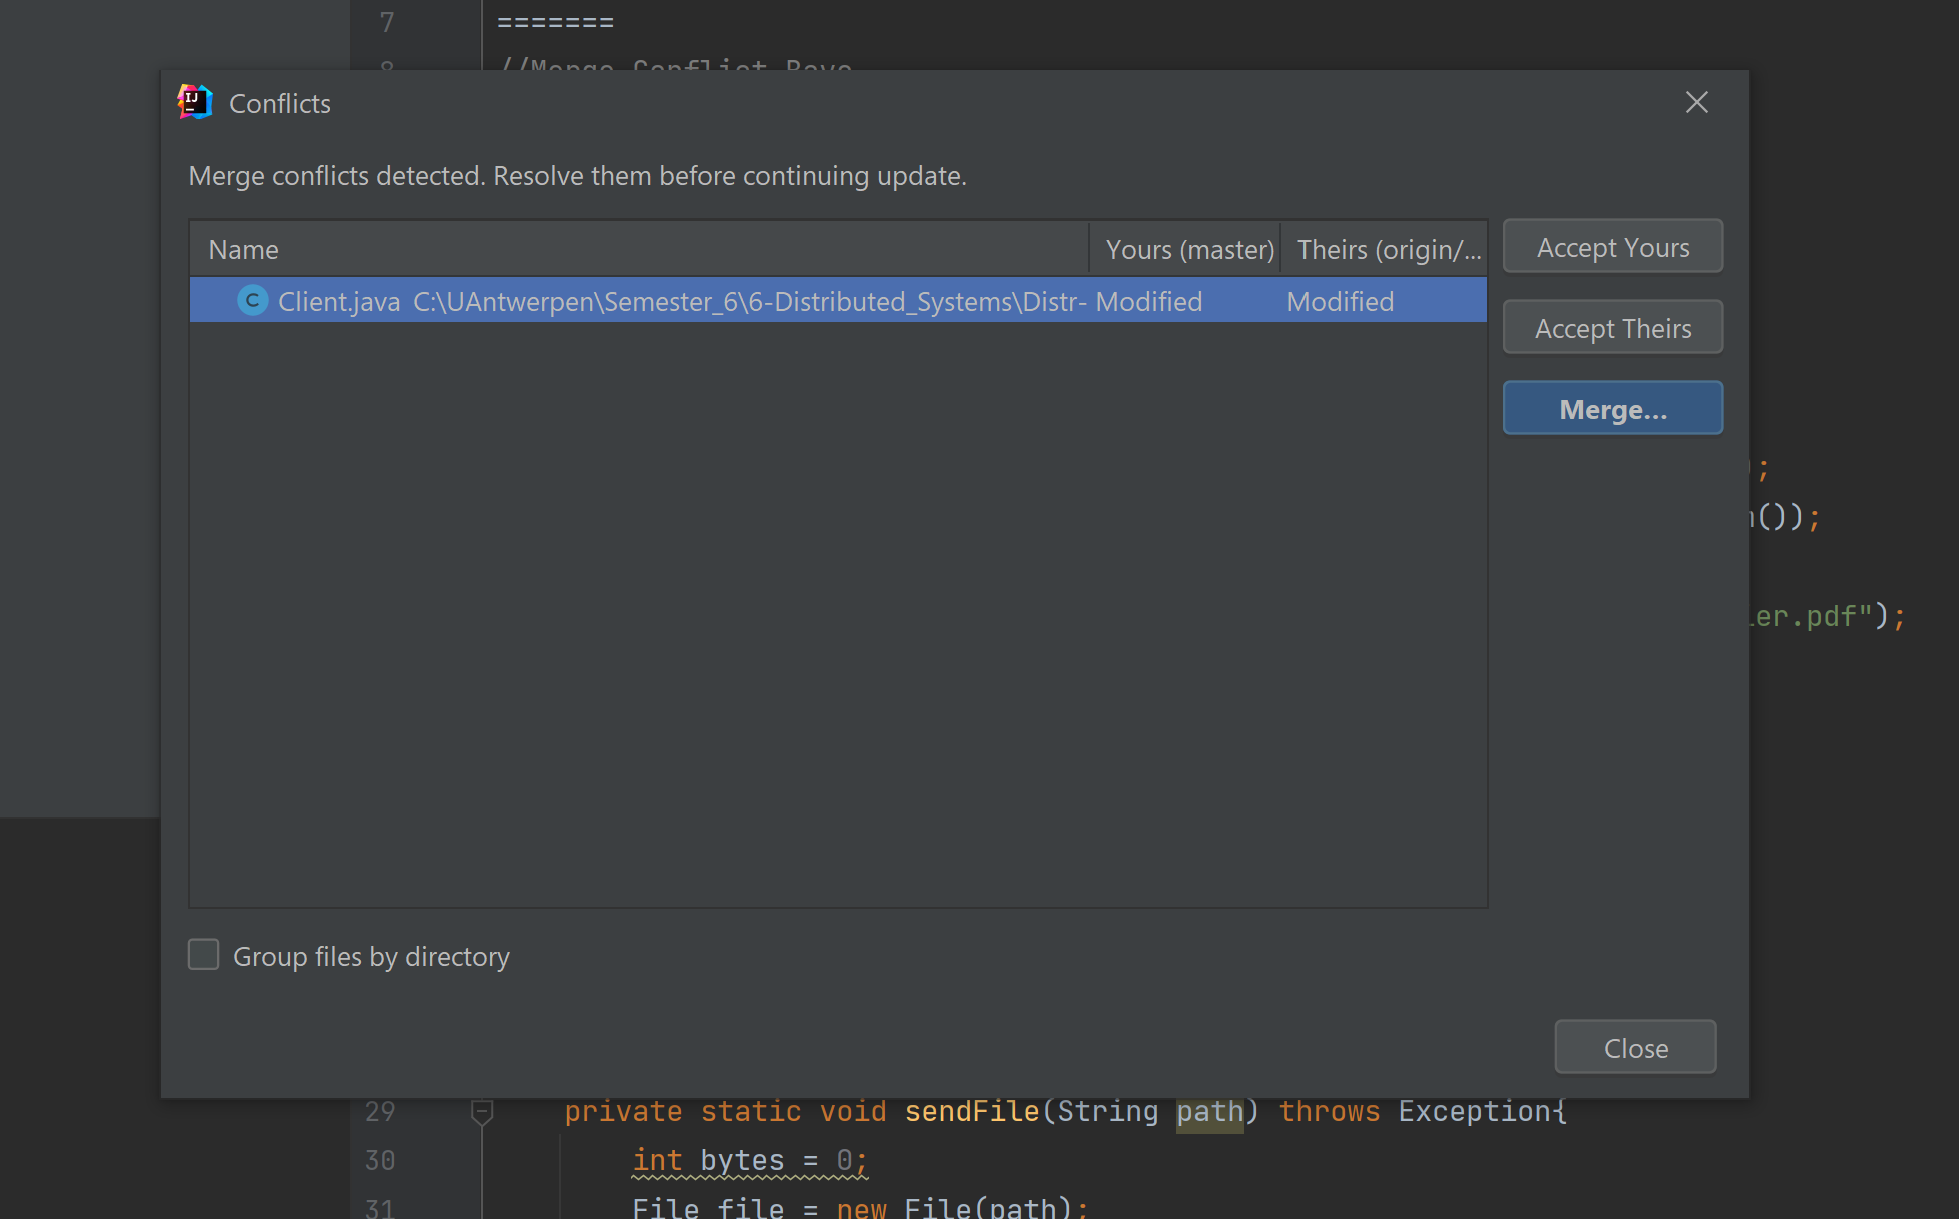 7 =======
8 //Merge Conflict Bavo
IJ Conflicts
Merge conflicts detected. Resolve them before continuing update.
Name Yours (master) Theirs (origin/...
C Client.java C:\UAntwerpen\Semester_6\6-Distributed_Systems\Distr- Modified Modified
Accept Yours
Accept Theirs
Merge...
);
());
.pdf");
Group files by directory
Close
29 private static void sendFile(String path) throws Exception{
30 int bytes = 0;
31 File file = new File(path);